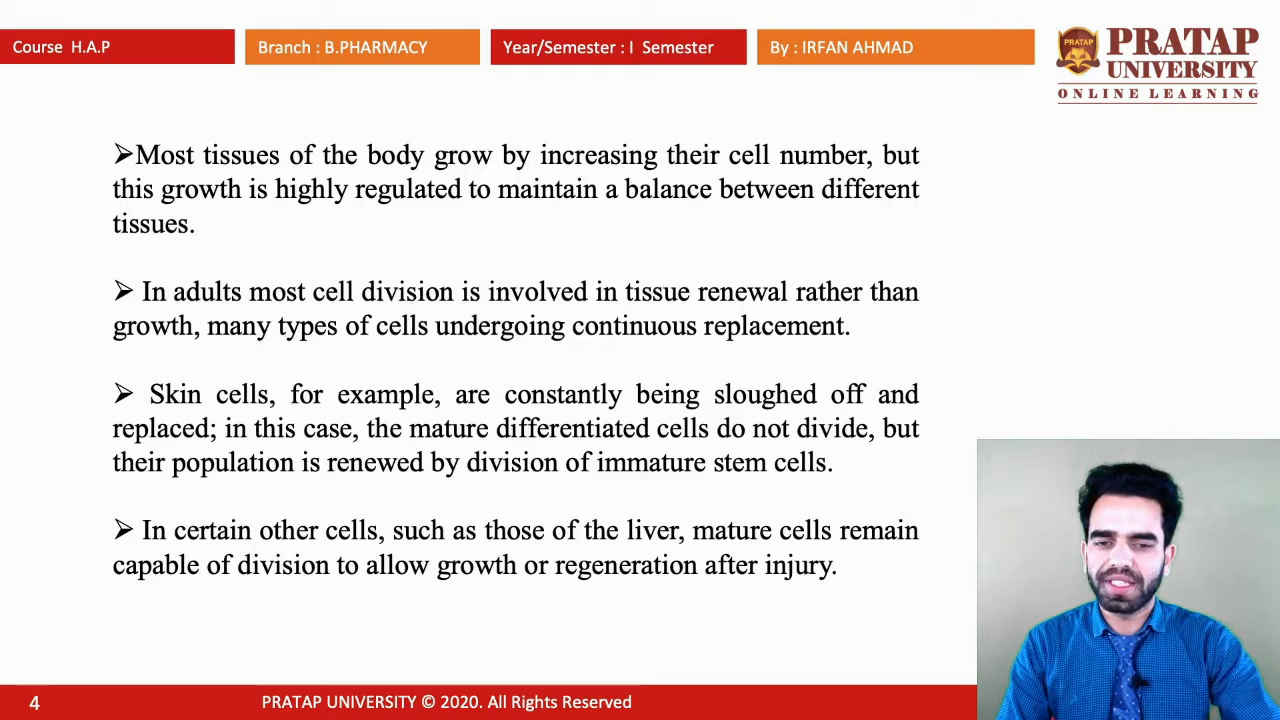 Course H.A.P
Branch : B.PHARMACY
Year/Semester : I Semester
By : IRFAN AHMAD
PRATAP
PRATAP
UNIVERSITY
ONLINE LEARNING
➢Most tissues of the body grow by increasing their cell number, but
this growth is highly regulated to maintain a balance between different
tissues.
➢ In adults most cell division is involved in tissue renewal rather than
growth, many types of cells undergoing continuous replacement.
➢ Skin cells, for example, are constantly being sloughed off and
replaced; in this case, the mature differentiated cells do not divide, but
their population is renewed by division of immature stem cells.
➢ In certain other cells, such as those of the liver, mature cells remain
capable of division to allow growth or regeneration after injury.
4
PRATAP UNIVERSITY © 2020. All Rights Reserved